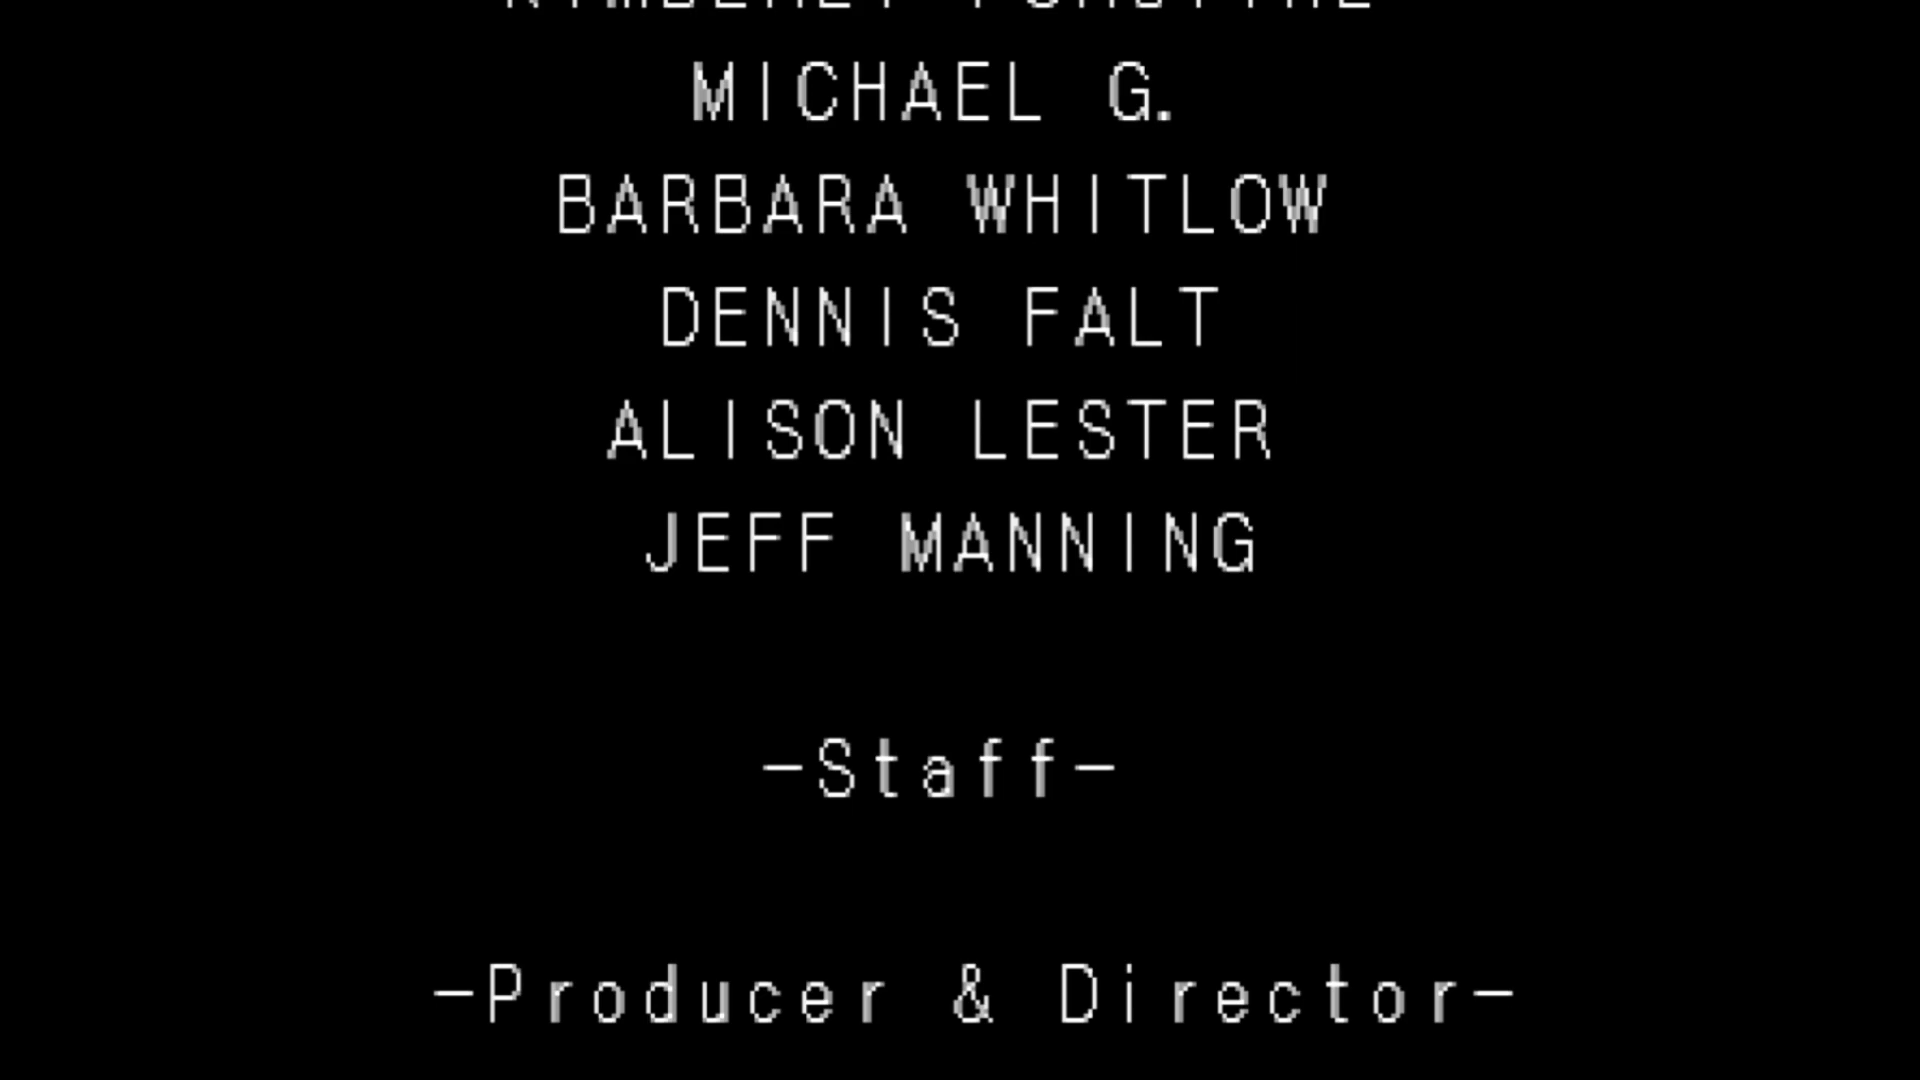 MICHAEL G.
BARBARA WHITLOW
DENNIS FALT
ALISON LESTER
JEFF MANNING
-Staff-
-Producer & Director-